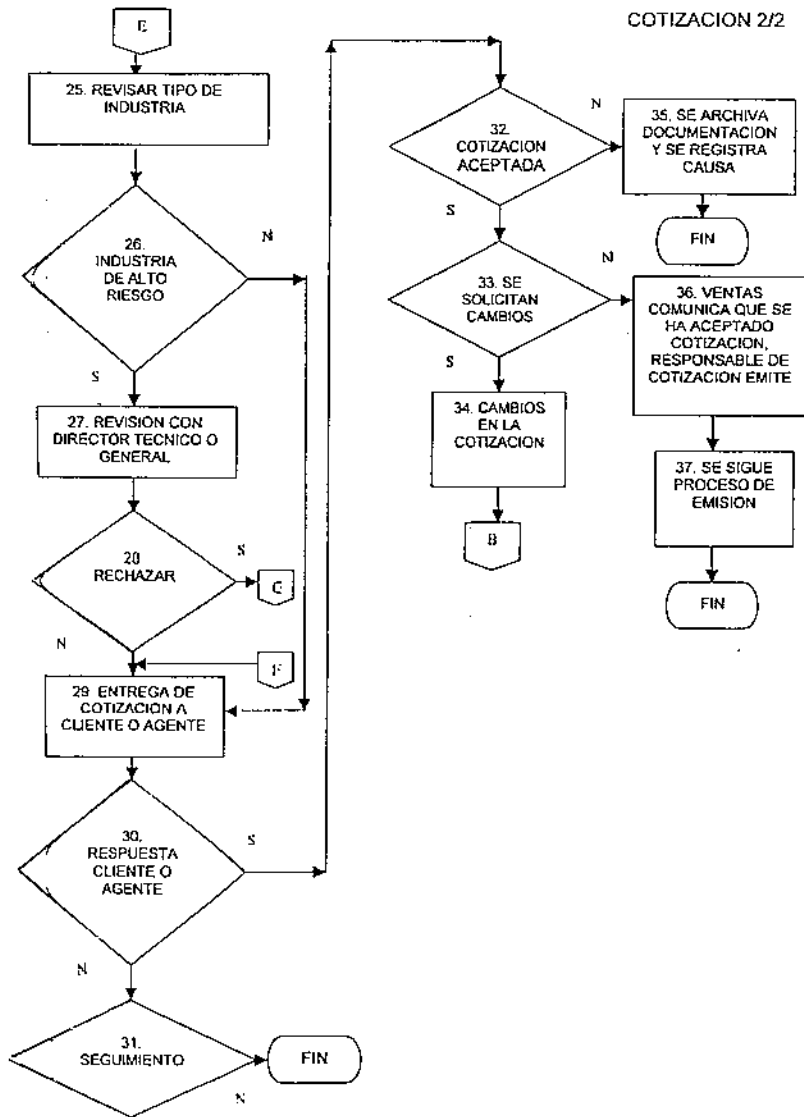 COTIZACION 2/2
E
25. REVISAR TIPO DE
INDUSTRIA
26.
INDUSTRIA
DE ALTO
RIESGO
N
S
27. REVISION CON
DIRECTOR TECNICO O
GENERAL
28
RECHAZAR
S
G
N
F
29 ENTREGA DE
COTIZACION A
CLIENTE O AGENTE
30.
RESPUESTA
CLIENTE O
AGENTE
S
N
31.
SEGUIMIENTO
N
FIN
32.
COTIZACION
ACEPTADA
N
S
35. SE ARCHIVA
DOCUMENTACION
Y SE REGISTRA
CAUSA
FIN
33. SE
SOLICITAN
CAMBIOS
N
S
36. VENTAS
COMUNICA QUE SE
HA ACEPTADO
COTIZACION,
RESPONSABLE DE
COTIZACION EMITE
34. CAMBIOS
EN LA
COTIZACION
B
37. SE SIGUE
PROCESO DE
EMISION
FIN